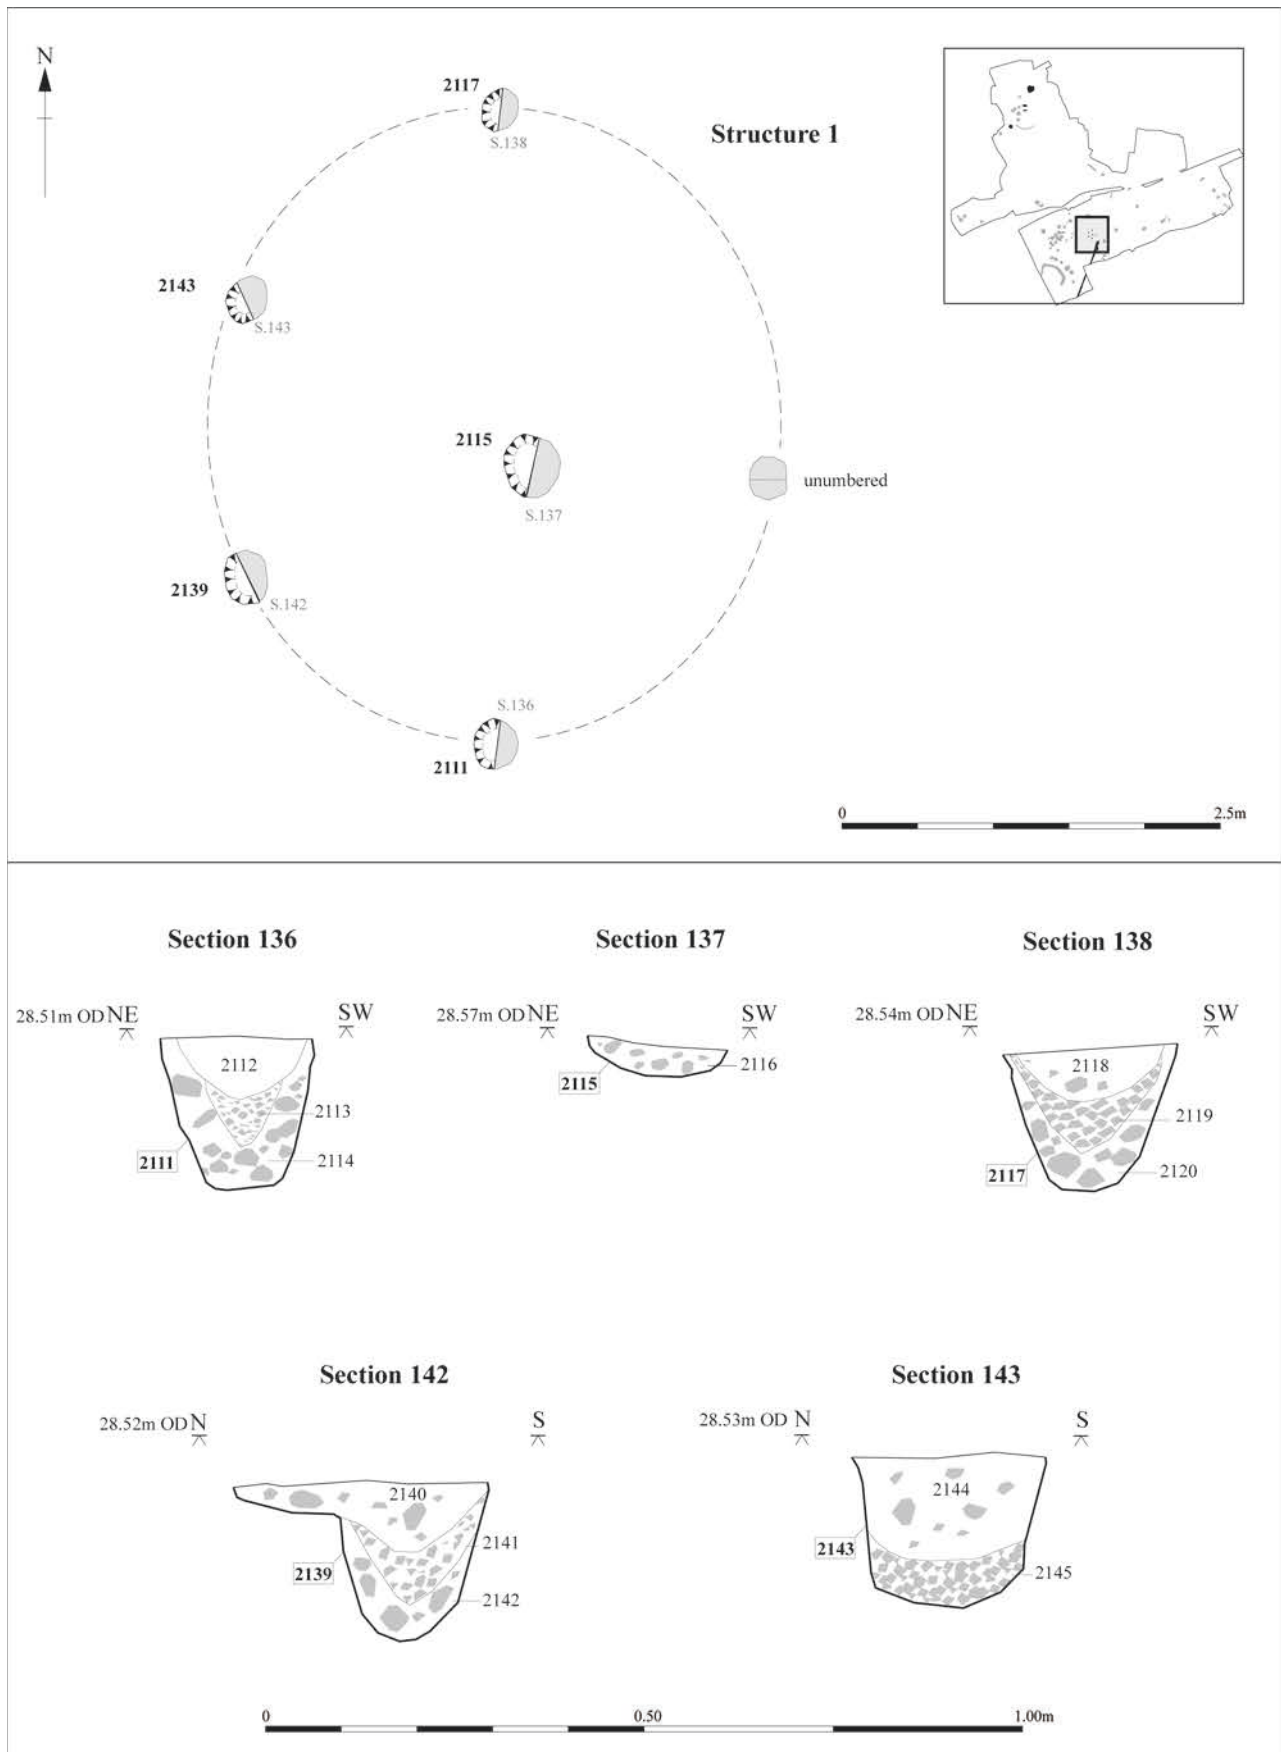 N
2117
S.138
Structure 1
2143
S.143
2115
S.137
unumbered
2139
S.142
S.136
2111
0 2.5m
Section 136
28.51m OD NE SW
2112
2113
2111
2114
Section 137
28.57m OD NE SW
2115
2116
Section 138
28.54m OD NE SW
2118
2119
2117
2120
Section 142
28.52m OD N S
2140
2141
2139
2142
Section 143
28.53m OD N S
2144
2143
2145
0 0.50 1.00m